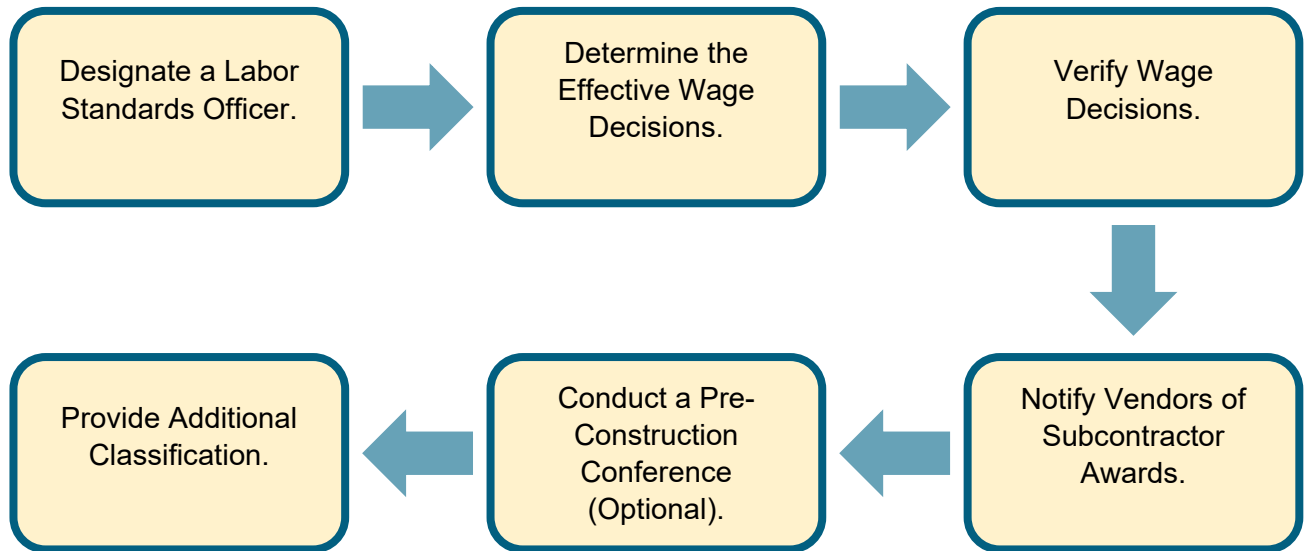 Designate a Labor
Standards Officer.
Determine the
Effective Wage
Decisions.
Verify Wage
Decisions.
Notify Vendors of
Subcontractor
Awards.
Conduct a Pre-
Construction
Conference
(Optional).
Provide Additional
Classification.